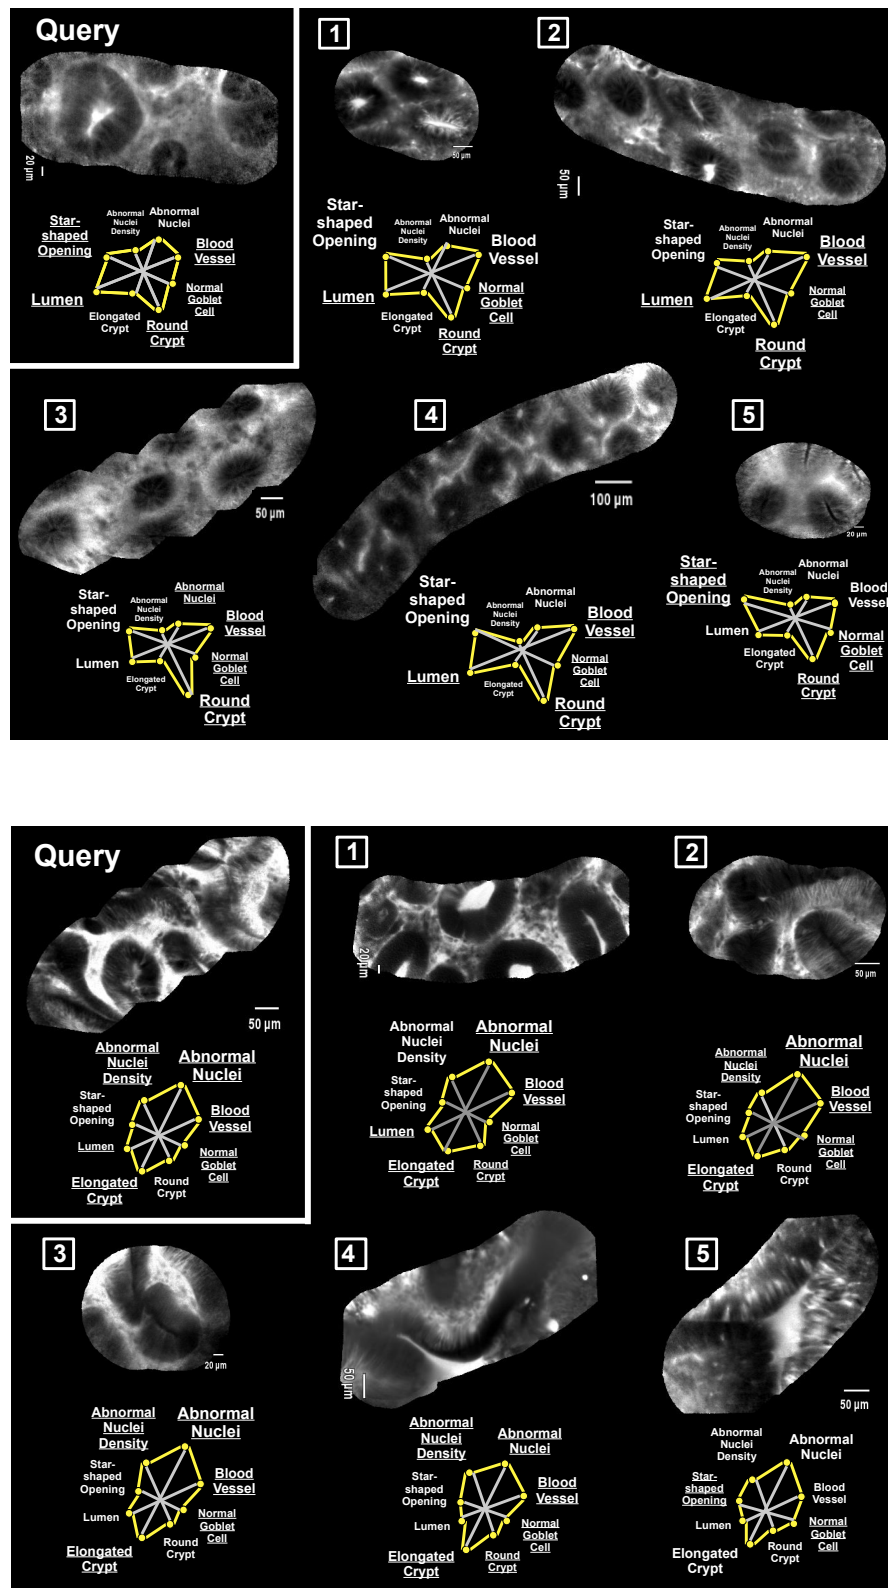 Query
20 µm
Star-
shaped
Opening
Abnormal
Nuclei
Density
Abnormal
Nuclei
Blood
Vessel
Normal
Goblet
Cell
Round
Crypt
Elongated
Crypt
Lumen
1
50 µm
Star-
shaped
Opening
Abnormal
Nuclei
Density
Abnormal
Nuclei
Blood
Vessel
Normal
Goblet
Cell
Round
Crypt
Elongated
Crypt
Lumen
2
50 µm
Star-
shaped
Opening
Abnormal
Nuclei
Density
Abnormal
Nuclei
Blood
Vessel
Normal
Goblet
Cell
Round
Crypt
Elongated
Crypt
Lumen
3
50 µm
Star-
shaped
Opening
Abnormal
Nuclei
Density
Abnormal
Nuclei
Blood
Vessel
Normal
Goblet
Cell
Round
Crypt
Elongated
Crypt
Lumen
4
100 µm
Star-
shaped
Opening
Abnormal
Nuclei
Density
Abnormal
Nuclei
Blood
Vessel
Normal
Goblet
Cell
Round
Crypt
Elongated
Crypt
Lumen
5
20 µm
Star-
shaped
Opening
Abnormal
Nuclei
Density
Abnormal
Nuclei
Blood
Vessel
Normal
Goblet
Cell
Round
Crypt
Elongated
Crypt
Lumen
Query
50 µm
Abnormal
Nuclei
Density
Abnormal
Nuclei
Star-
shaped
Opening
Blood
Vessel
Lumen
Normal
Goblet
Cell
Elongated
Crypt
Round
Crypt
1
20µm
Abnormal
Nuclei
Density
Abnormal
Nuclei
Star-
shaped
Opening
Blood
Vessel
Lumen
Normal
Goblet
Cell
Elongated
Crypt
Round
Crypt
2
50 µm
Abnormal
Nuclei
Density
Abnormal
Nuclei
Star-
shaped
Opening
Blood
Vessel
Lumen
Normal
Goblet
Cell
Elongated
Crypt
Round
Crypt
3
20 µm
Abnormal
Nuclei
Density
Abnormal
Nuclei
Star-
shaped
Opening
Blood
Vessel
Lumen
Normal
Goblet
Cell
Elongated
Crypt
Round
Crypt
4
50µm
Abnormal
Nuclei
Density
Abnormal
Nuclei
Star-
shaped
Opening
Blood
Vessel
Lumen
Normal
Goblet
Cell
Elongated
Crypt
Round
Crypt
5
50 µm
Abnormal
Nuclei
Density
Abnormal
Nuclei
Star-
shaped
Opening
Blood
Vessel
Lumen
Normal
Goblet
Cell
Elongated
Crypt
Round
Crypt